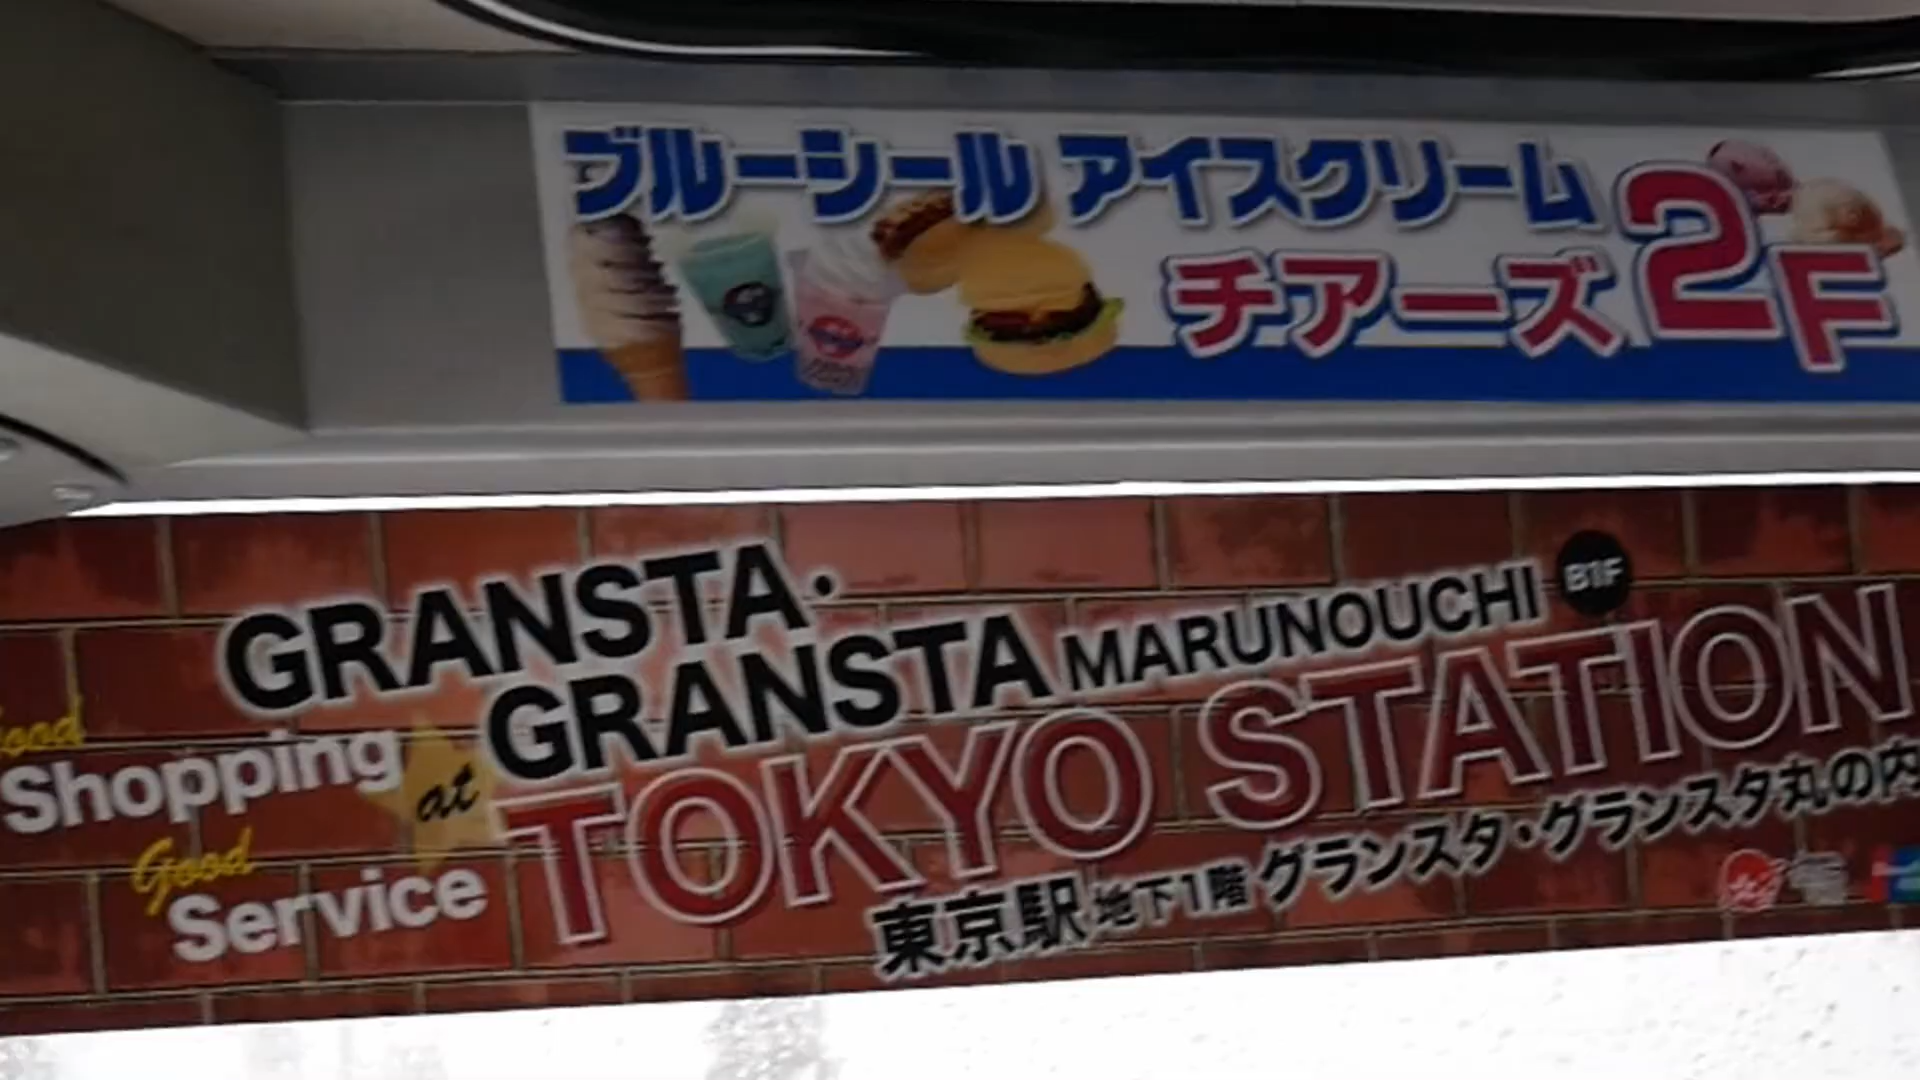 ブルーシール アイスクリーム
チアーズ 2F
GRANSTA・
GRANSTA MARUNOUCHI B1F
Good
Shopping at
Good
Service
TOKYO STATION
東京駅 地下1階 グランスタ・グランスタ丸の内